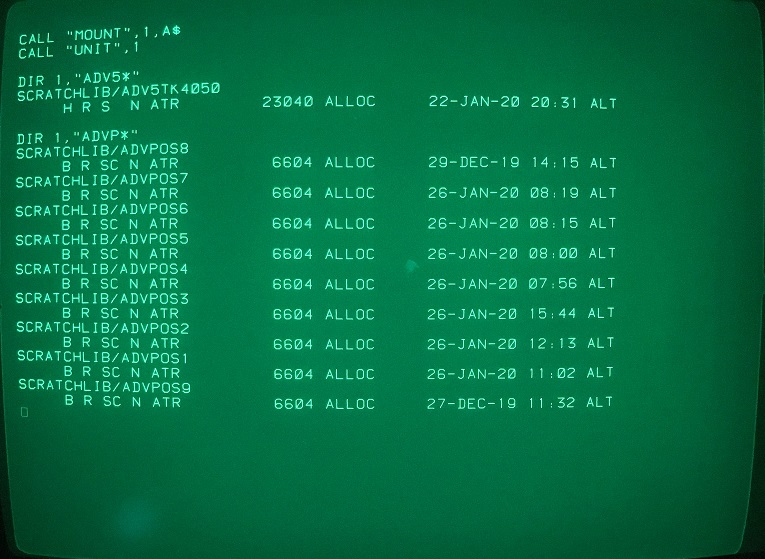 CALL "MOUNT",1,A$
CALL "UNIT",1
DIR 1,"ADV5*"
SCRATCHLIB/ADV5TK4050
H R S N ATR 23040 ALLOC 22-JAN-20 20:31 ALT
DIR 1,"ADVP*"
SCRATCHLIB/ADVPOS8
B R SC N ATR 6604 ALLOC 29-DEC-19 14:15 ALT
SCRATCHLIB/ADVPOS7
B R SC N ATR 6604 ALLOC 26-JAN-20 08:19 ALT
SCRATCHLIB/ADVPOS6
B R SC N ATR 6604 ALLOC 26-JAN-20 08:15 ALT
SCRATCHLIB/ADVPOS5
B R SC N ATR 6604 ALLOC 26-JAN-20 08:00 ALT
SCRATCHLIB/ADVPOS4
B R SC N ATR 6604 ALLOC 26-JAN-20 07:56 ALT
SCRATCHLIB/ADVPOS3
B R SC N ATR 6604 ALLOC 26-JAN-20 15:44 ALT
SCRATCHLIB/ADVPOS2
B R SC N ATR 6604 ALLOC 26-JAN-20 12:13 ALT
SCRATCHLIB/ADVPOS1
B R SC N ATR 6604 ALLOC 26-JAN-20 11:02 ALT
SCRATCHLIB/ADVPOS9
B R SC N ATR 6604 ALLOC 27-DEC-19 11:32 ALT